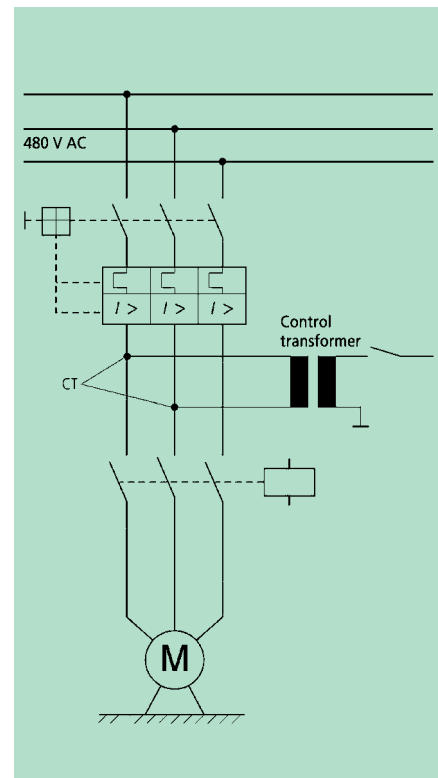 480 V AC
I > I > I >
Control
transformer
CT
M